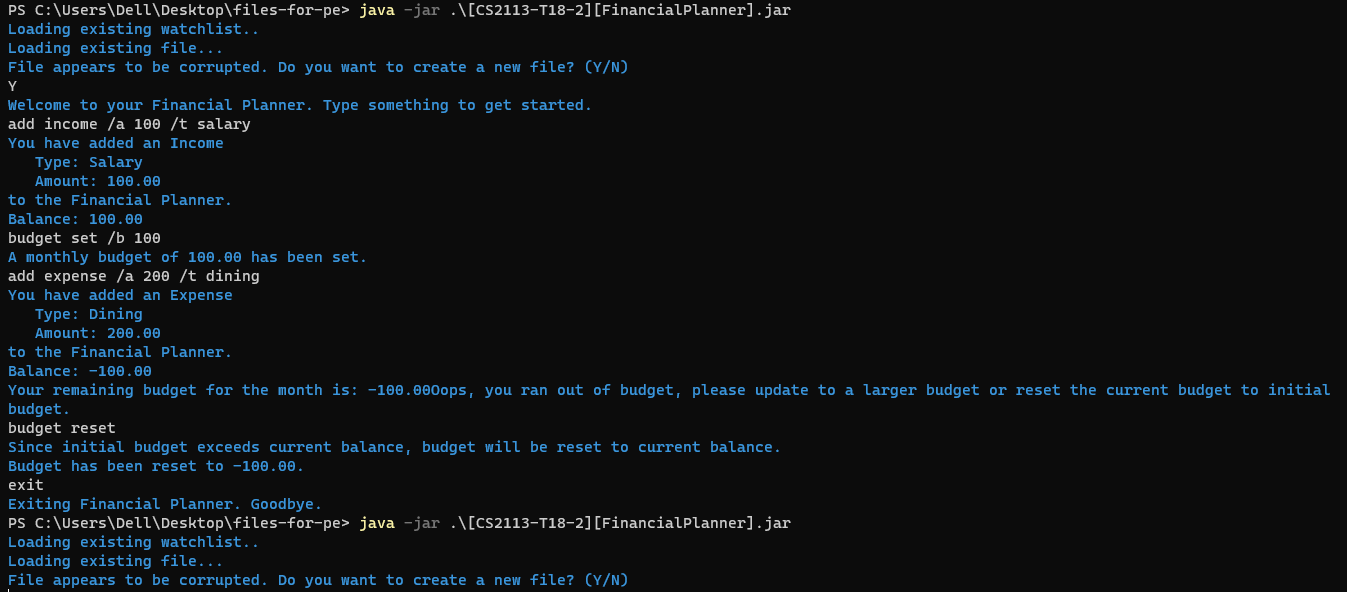 PS C:\Users\Dell\Desktop\files-for-pe> java -jar .\[CS2113-T18-2][FinancialPlanner].jar
Loading existing watchlist..
Loading existing file...
File appears to be corrupted. Do you want to create a new file? (Y/N)
Y
Welcome to your Financial Planner. Type something to get started.
add income /a 100 /t salary
You have added an Income
   Type: Salary
   Amount: 100.00
to the Financial Planner.
Balance: 100.00
budget set /b 100
A monthly budget of 100.00 has been set.
add expense /a 200 /t dining
You have added an Expense
   Type: Dining
   Amount: 200.00
to the Financial Planner.
Balance: -100.00
Your remaining budget for the month is: -100.00Oops, you ran out of budget, please update to a larger budget or reset the current budget to initial
budget.
budget reset
Since initial budget exceeds current balance, budget will be reset to current balance.
Budget has been reset to -100.00.
exit
Exiting Financial Planner. Goodbye.
PS C:\Users\Dell\Desktop\files-for-pe> java -jar .\[CS2113-T18-2][FinancialPlanner].jar
Loading existing watchlist..
Loading existing file...
File appears to be corrupted. Do you want to create a new file? (Y/N)